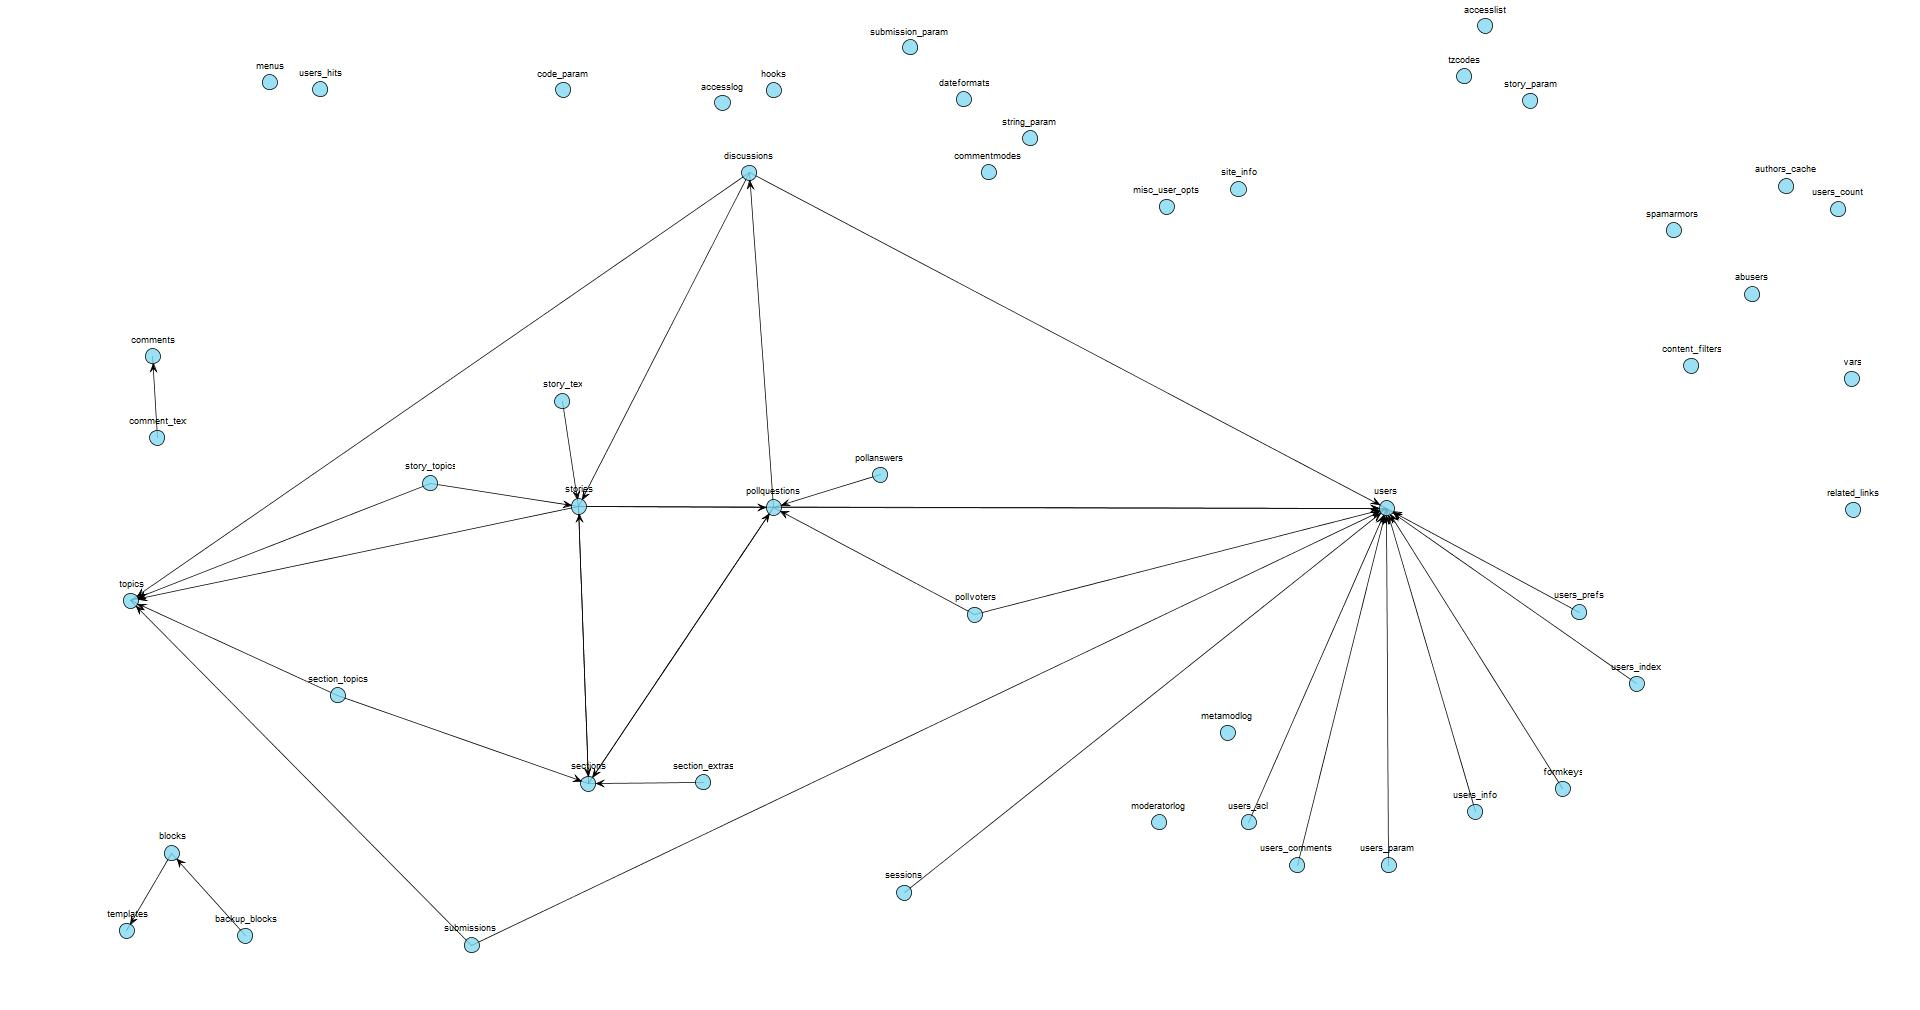 accesslist
submission_param
tzcodes
menus
users_hits
code_param
hooks
accesslog
dateformats
story_param
string_param
discussions
commentmodes
authors_cache
site_info
misc_user_opts
users_count
spamarmors
abusers
comments
content_filters
vars
story_tex
comment_tex
pollanswers
story_topics
stories
pollquestions
users
related_links
topics
pollvoters
users_prefs
users_index
section_topics
metamodlog
sections
section_extras
formkeys
users_info
moderatorlog
users_acl
blocks
users_comments
users_param
sessions
templates
backup_blocks
submissions